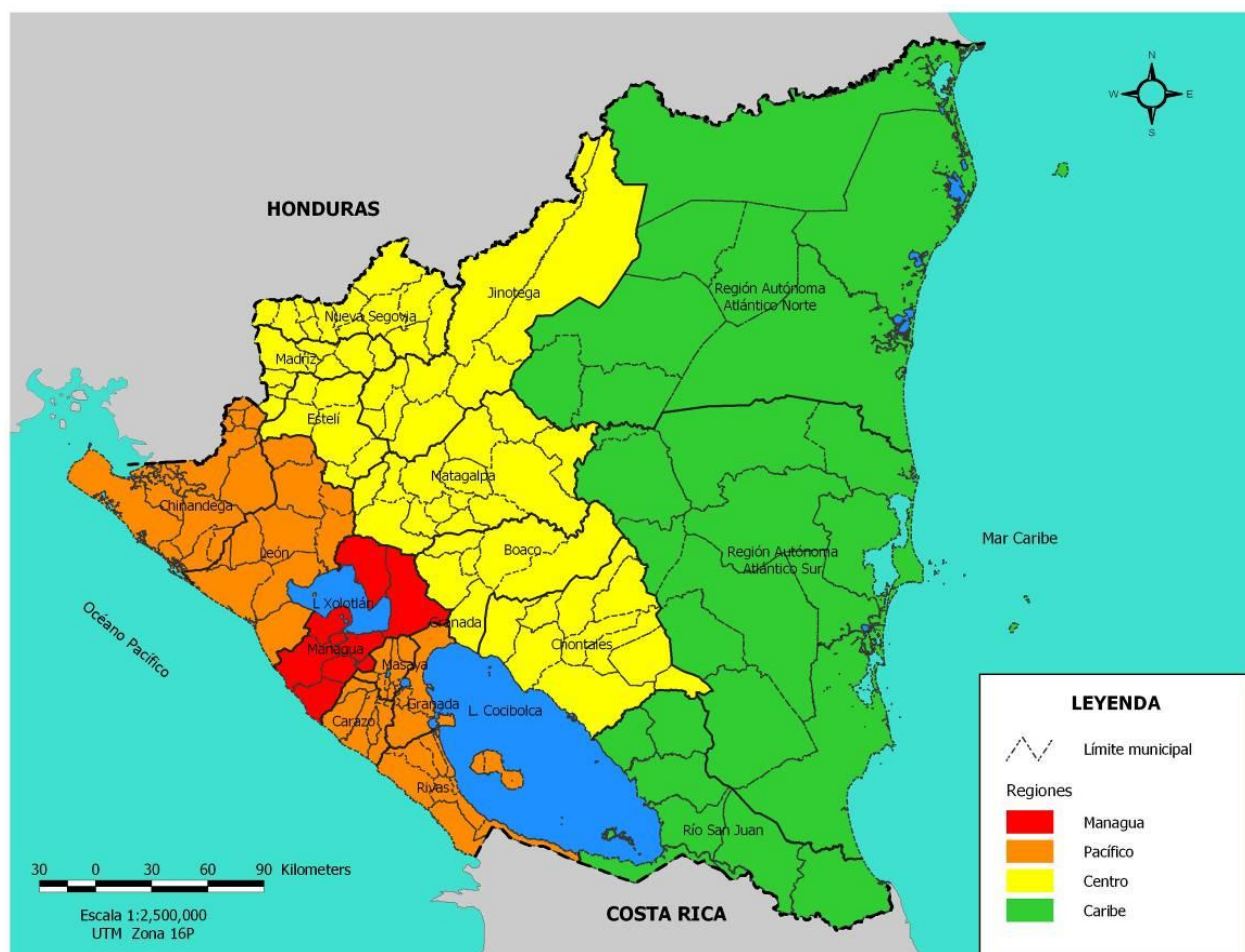 N
W E
S
HONDURAS
Jinotega
Región Autónoma
Atlántico Norte
Nueva Segovia
Madriz
Estelí
Matagalpa
Chinandega
León
Boaco
Región Autónoma
Atlántico Sur
Mar Caribe
L Xolotlán
Granada
Océano Pacífico
Managua
Chontales
Masaya
Granada
L. Cocibolca
Carazo
Rivas
Río San Juan
COSTA RICA
30 0 30 60 90 Kilometers
Escala 1:2,500,000
UTM Zona 16P
LEYENDA
Límite municipal
Regiones
Managua
Pacífico
Centro
Caribe